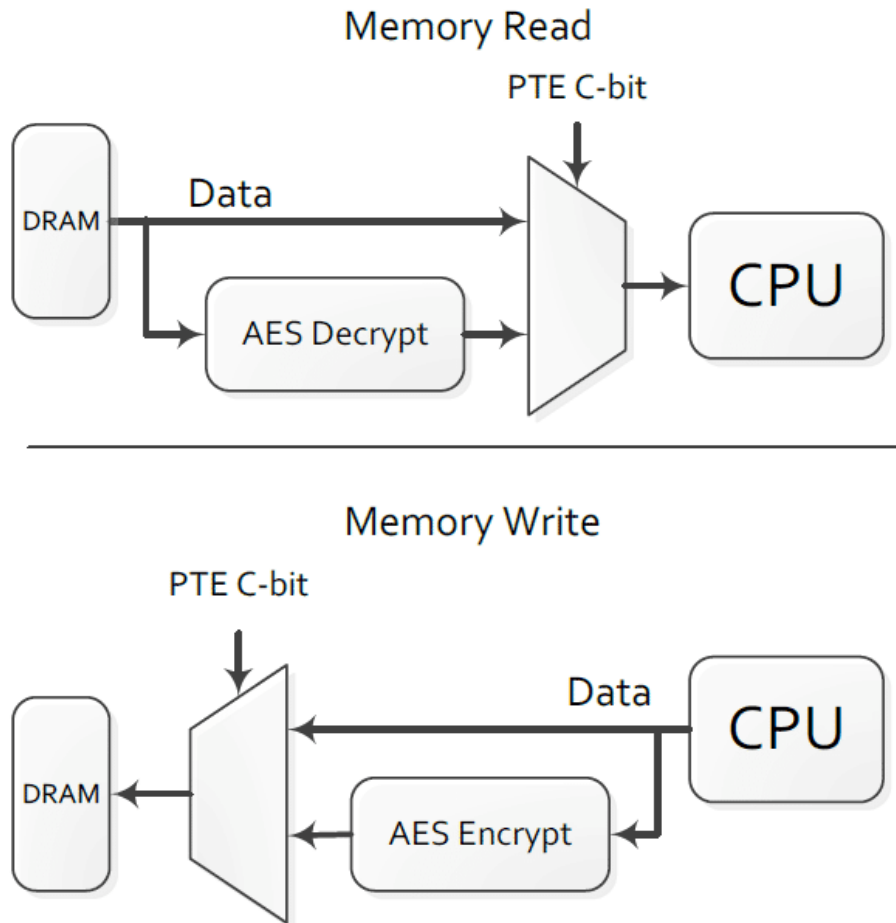 Memory Read
PTE C-bit
DRAM
Data
AES Decrypt
CPU
Memory Write
PTE C-bit
Data
CPU
DRAM
AES Encrypt